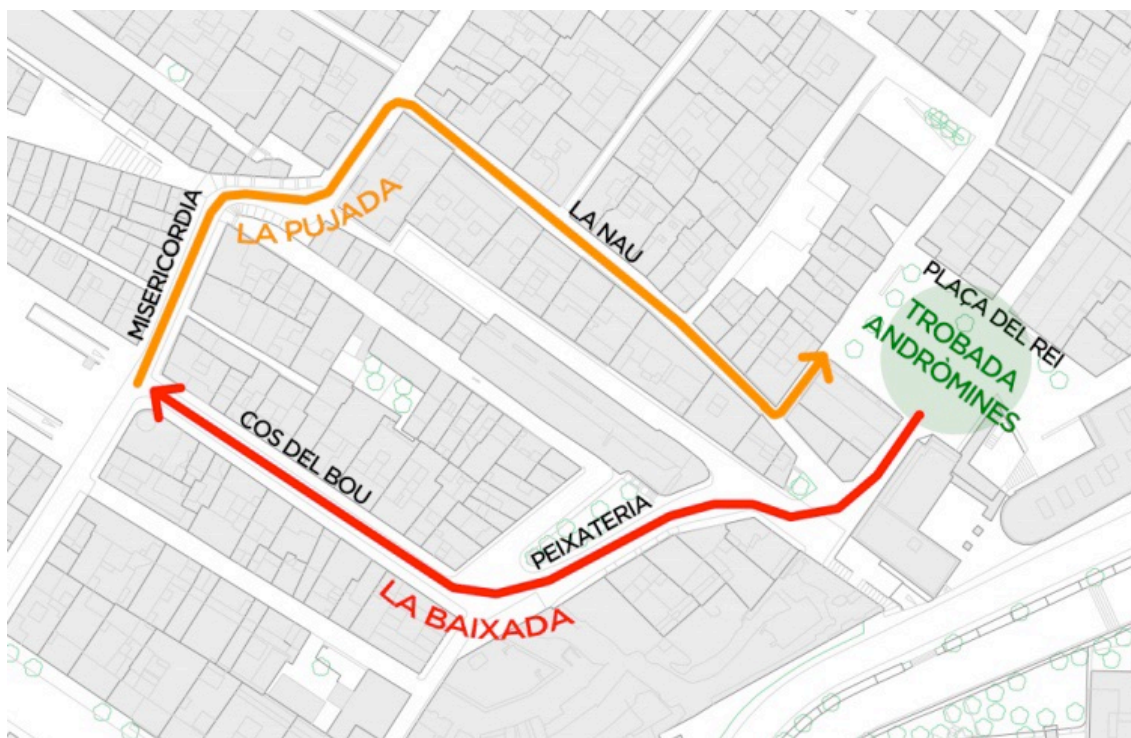 MISERICORDIA
LA PUJADA
LA NAU
PLAÇA DEL REI
TROBADA
ANDRÒMINES
COS DEL BOU
PEIXATERIA
LA BAIXADA